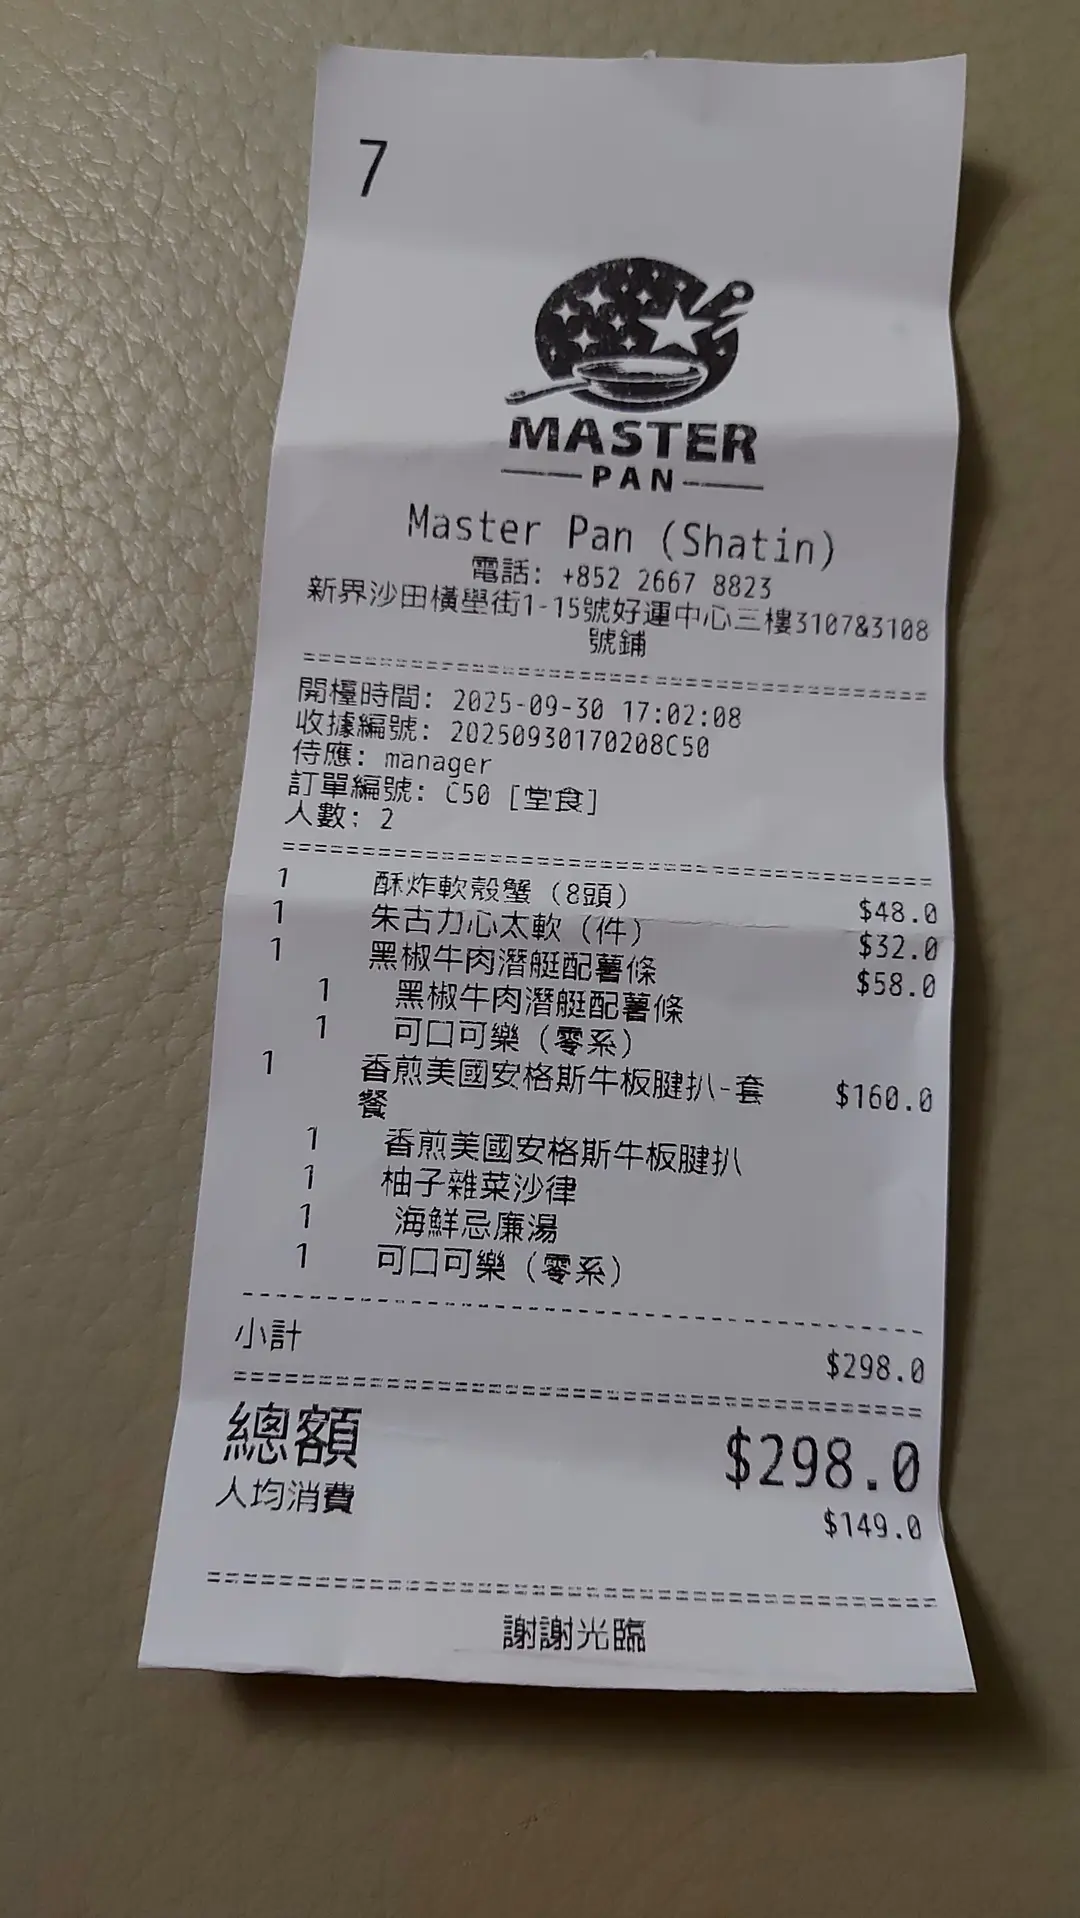 7
MASTER
PAN
Master Pan (Shatin)
電話: +852 2667 8823
新界沙田橫壆街1-15號好運中心三樓3107&3108
號鋪
開檯時間: 2025-09-30 17:02:08
收據編號: 20250930170208C50
侍應: manager
訂單編號: C50 [堂食]
人數: 2
1 酥炸軟殼蟹 (8頭) $48.0
1 朱古力心太軟 (件) $32.0
1 黑椒牛肉潛艇配薯條 $58.0
1 黑椒牛肉潛艇配薯條
1 可口可樂 (零系)
1 香煎美國安格斯牛板腱扒-套 $160.0
餐
1 香煎美國安格斯牛板腱扒
1 柚子雜菜沙律
1 海鮮忌廉湯
1 可口可樂 (零系)
小計 $298.0
總額 $298.0
人均消費 $149.0
謝謝光臨